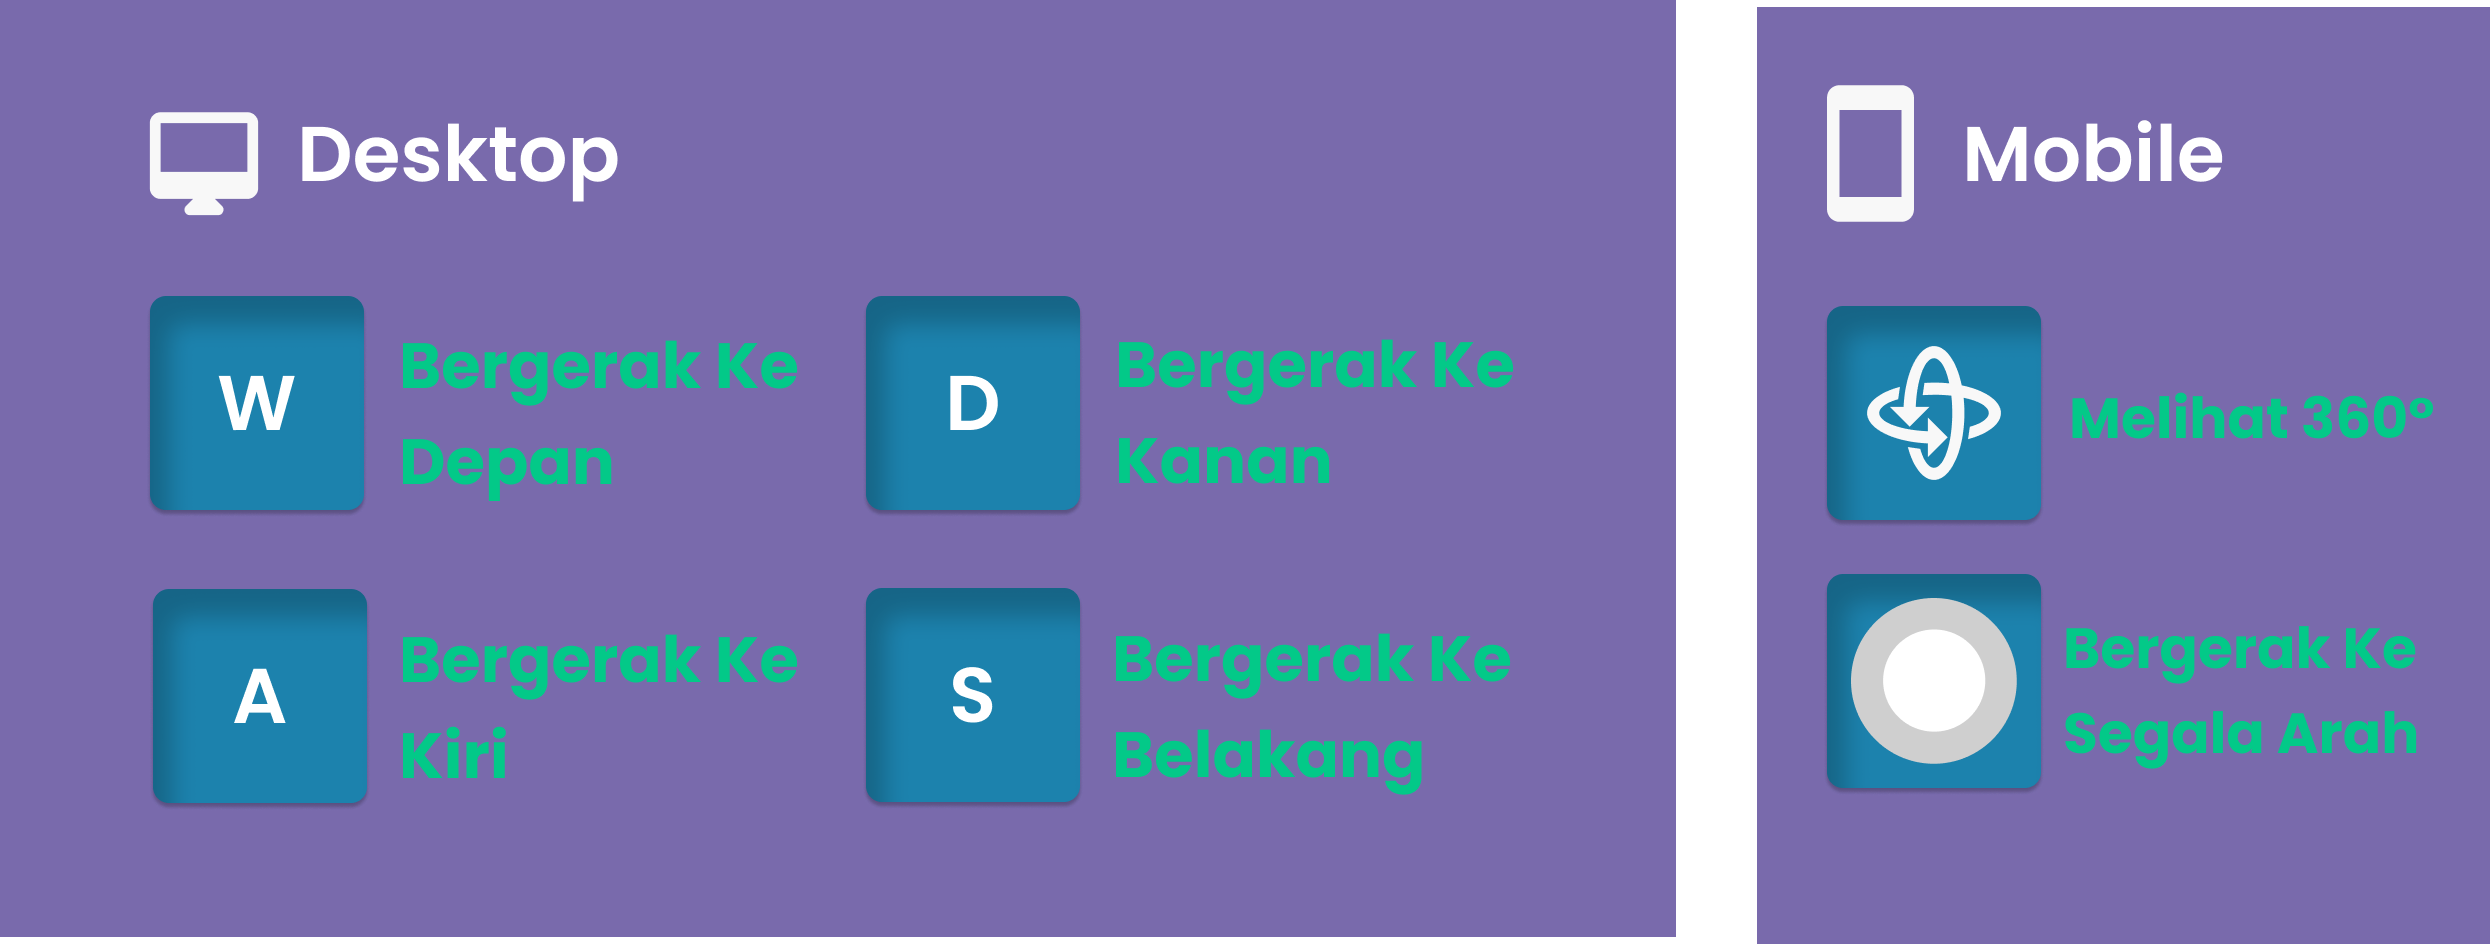 Desktop
W
Bergerak Ke
Depan
D
Bergerak Ke
Kanan
A
Bergerak Ke
Kiri
S
Bergerak Ke
Belakang
Mobile
Melihat 360°
Bergerak Ke
Segala Arah